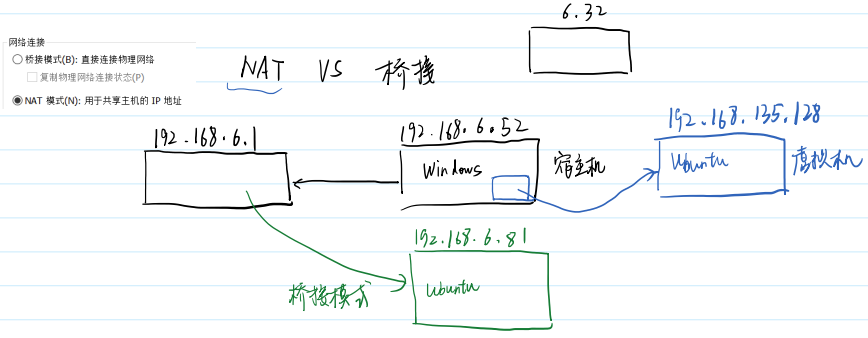 6.32
网络连接
桥接模式(B): 直接连接物理网络
复制物理网络连接状态(P)
NAT 模式(N): 用于共享主机的 IP 地址
NAT VS 桥接
192.168.6.1
192.168.6.52
192.168.135.128
Windows
宿主机
Ubuntu
虚拟机
192.168.6.81
桥接模式
Ubuntu